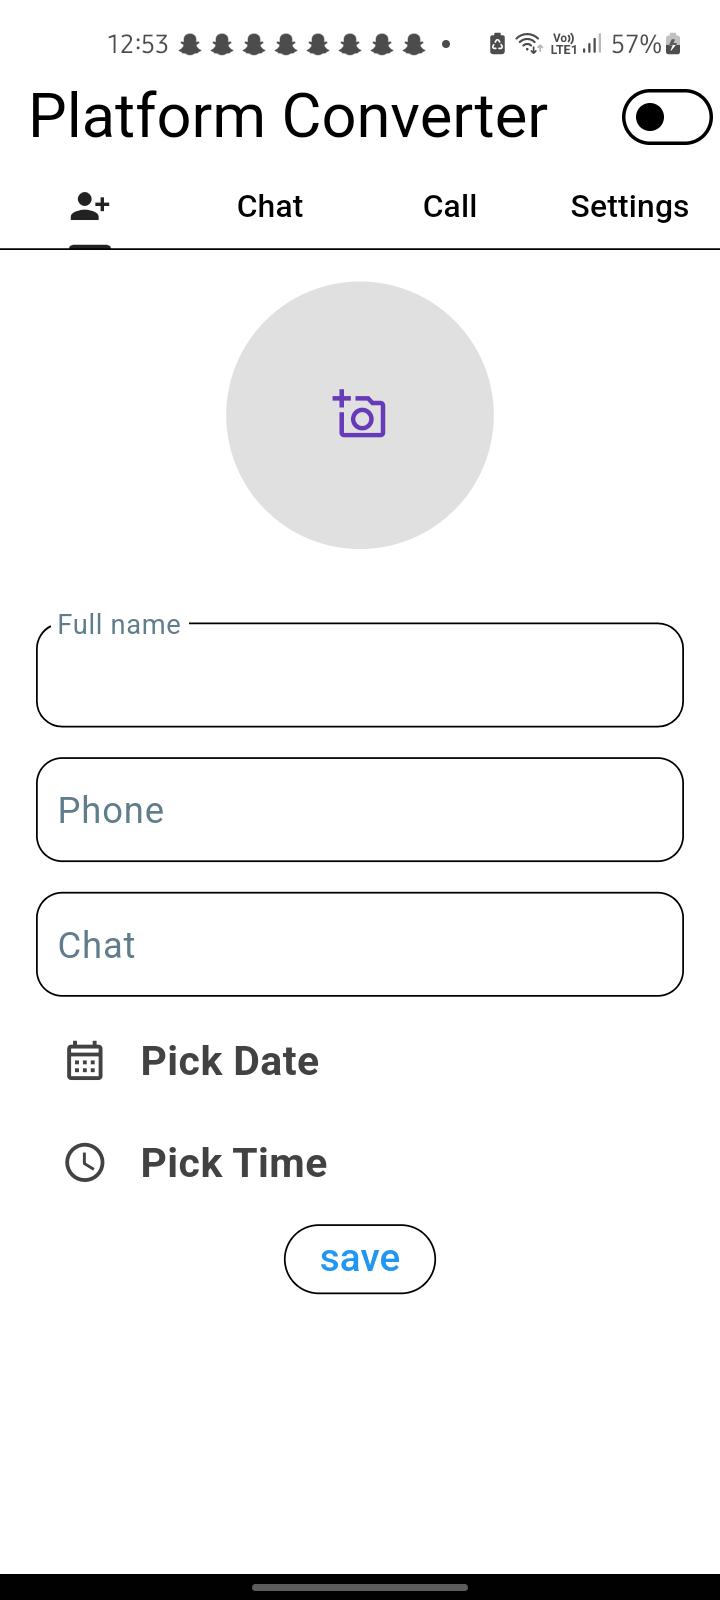 12:53 Vo)) LTE1 57%
Platform Converter
Chat Call Settings
Full name
Phone
Chat
Pick Date
Pick Time
save